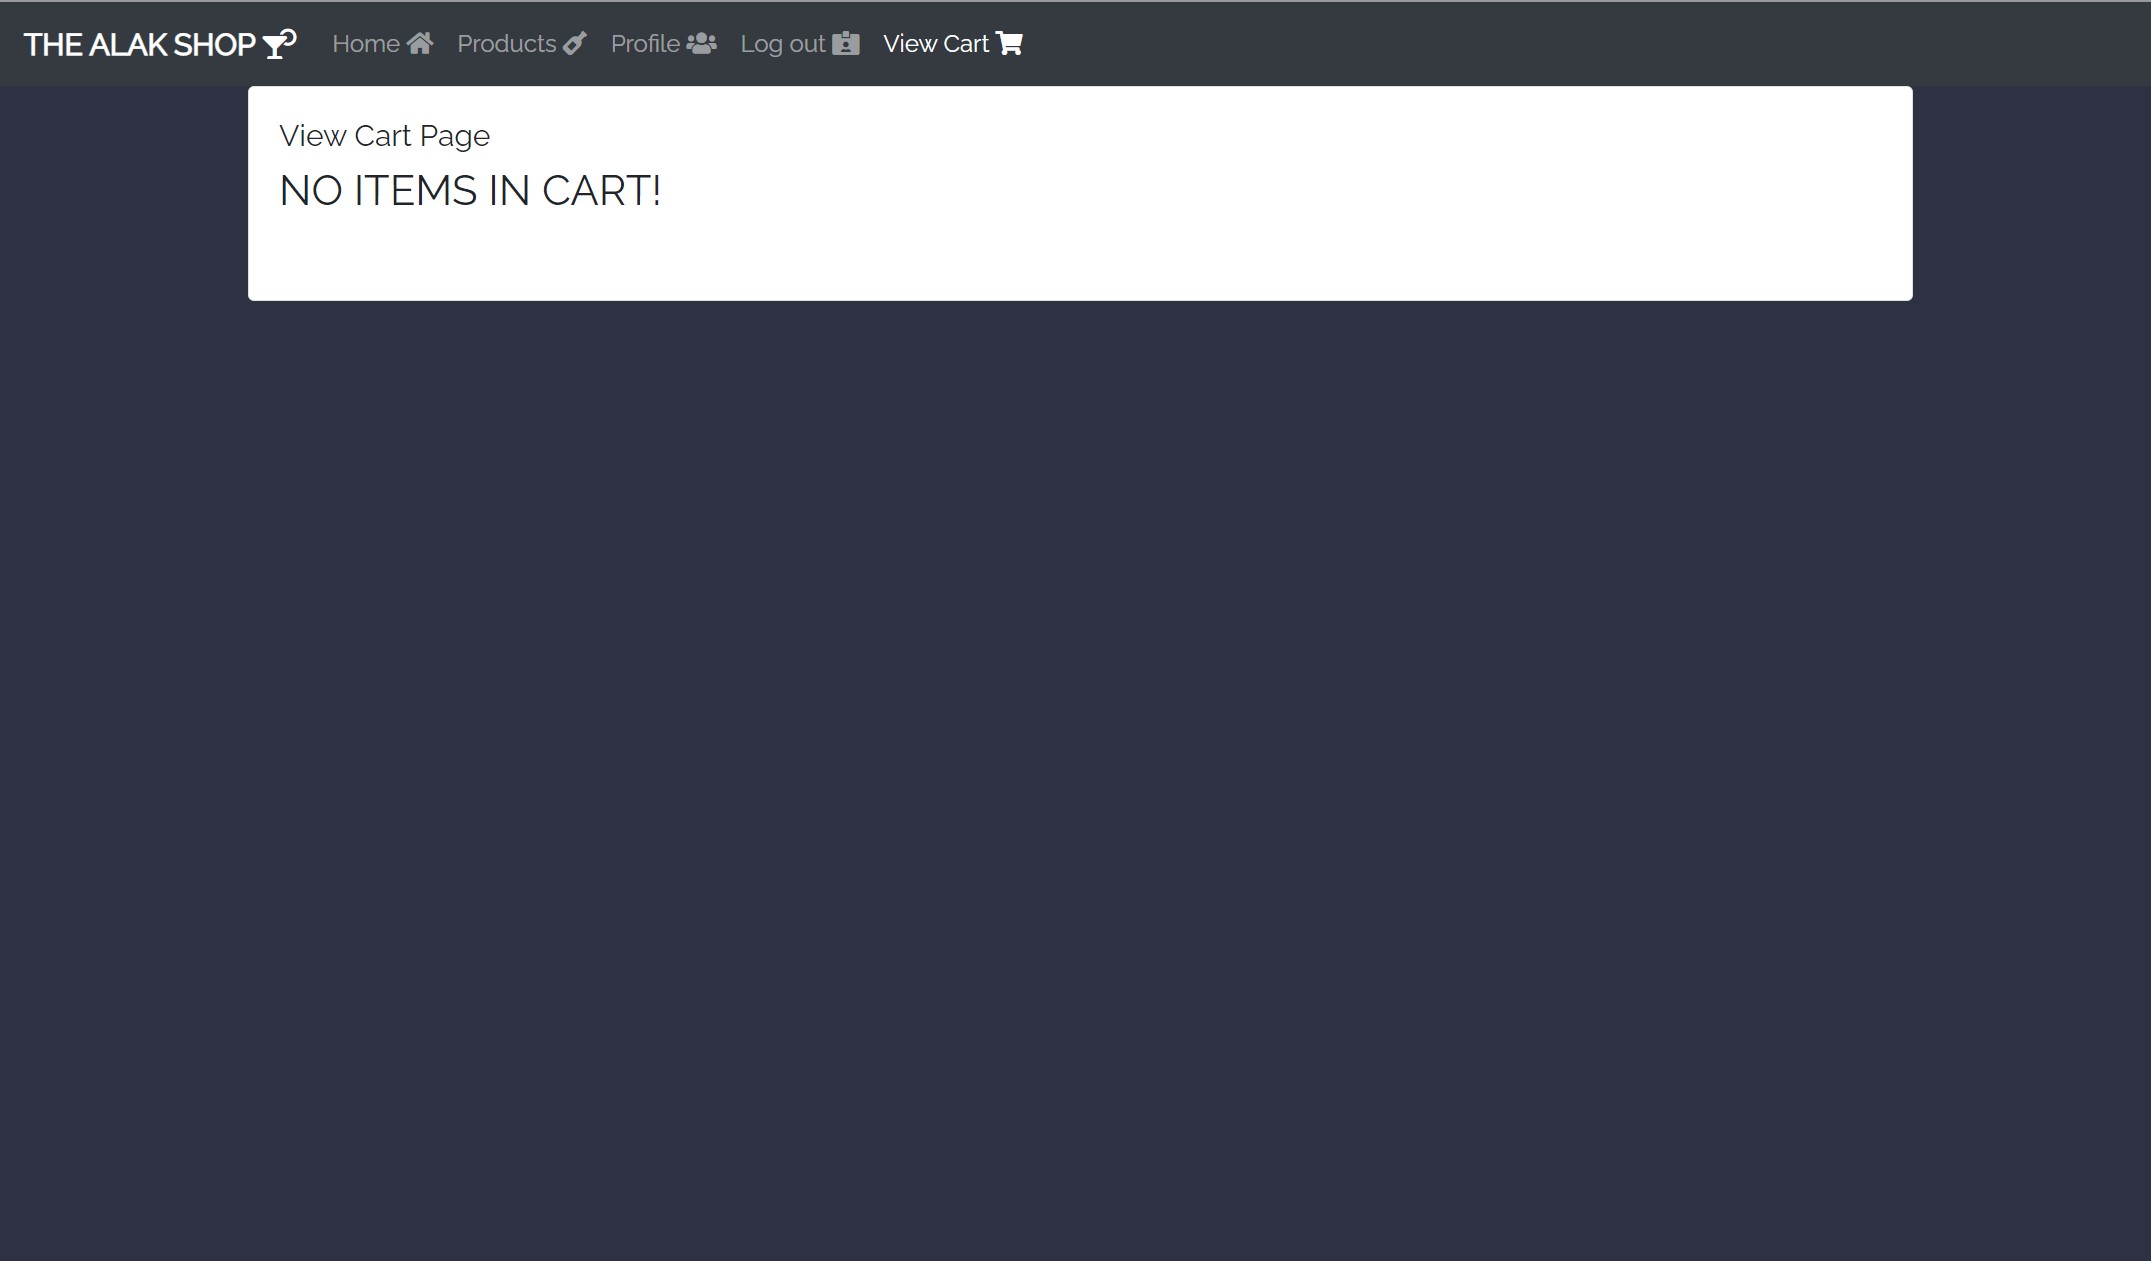 THE ALAK SHOP Home Products Profile Log out View Cart
View Cart Page
NO ITEMS IN CART!